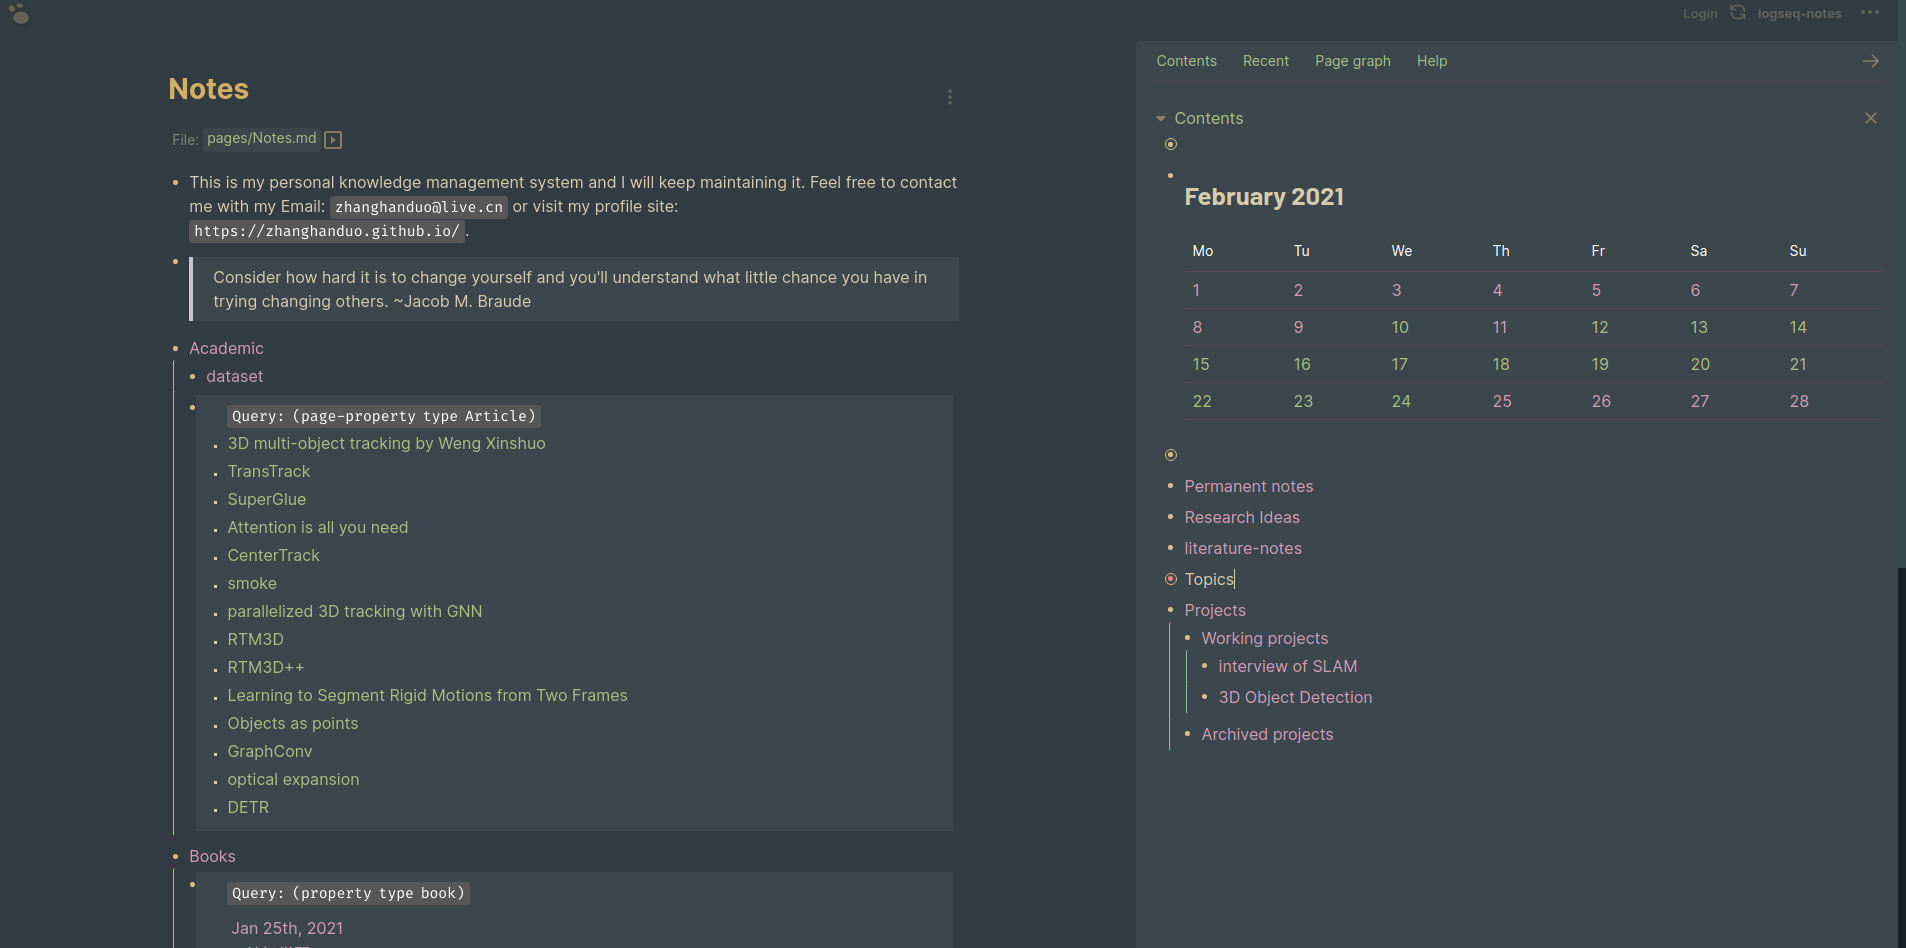 Login logseq-notes
Notes
File: pages/Notes.md
This is my personal knowledge management system and I will keep maintaining it. Feel free to contact
me with my Email: zhanghanduo@live.cn or visit my profile site:
https://zhanghanduo.github.io/.
Consider how hard it is to change yourself and you'll understand what little chance you have in
trying changing others. ~Jacob M. Braude
Academic
dataset
Query: (page-property type Article)
3D multi-object tracking by Weng Xinshuo
TransTrack
SuperGlue
Attention is all you need
CenterTrack
smoke
parallelized 3D tracking with GNN
RTM3D
RTM3D++
Learning to Segment Rigid Motions from Two Frames
Objects as points
GraphConv
optical expansion
DETR
Books
Query: (property type book)
Jan 25th, 2021
Contents Recent Page graph Help
Contents
February 2021
Mo Tu We Th Fr Sa Su
1 2 3 4 5 6 7
8 9 10 11 12 13 14
15 16 17 18 19 20 21
22 23 24 25 26 27 28
Permanent notes
Research Ideas
literature-notes
Topics
Projects
Working projects
interview of SLAM
3D Object Detection
Archived projects